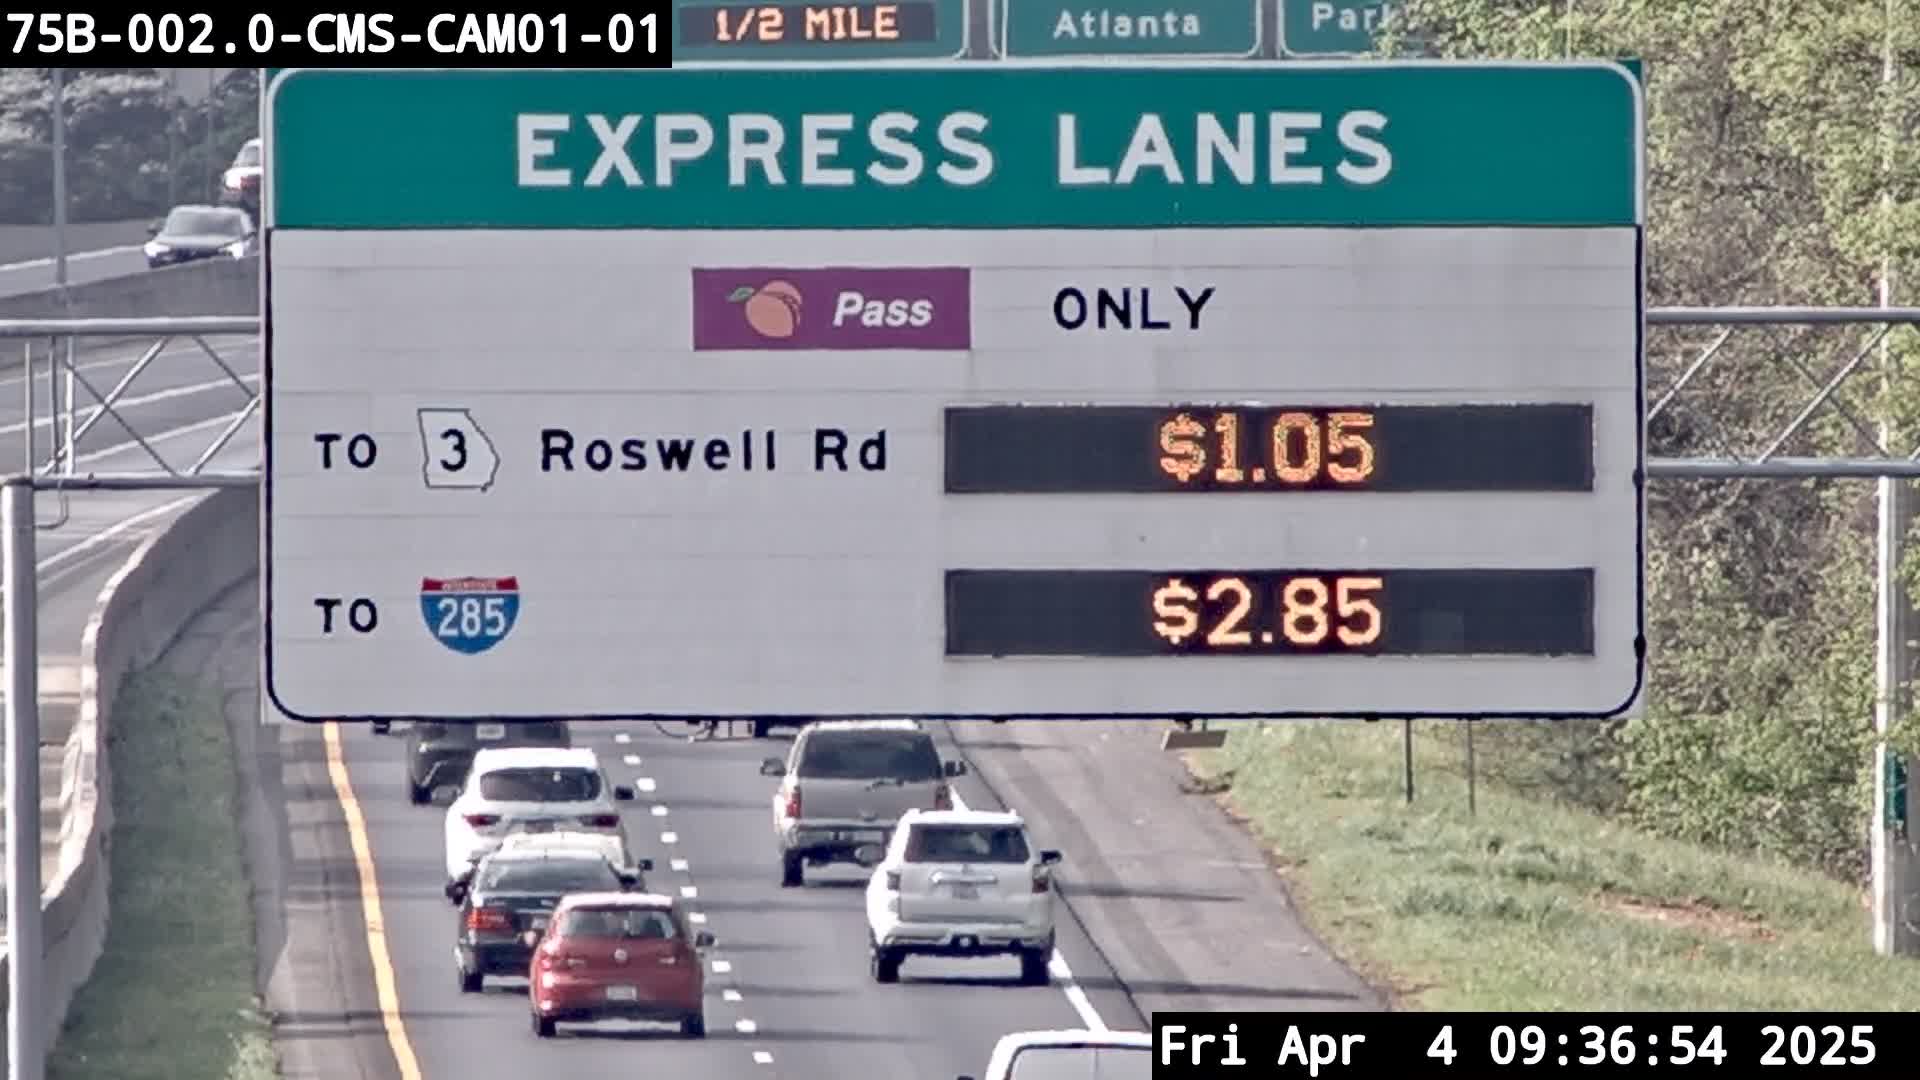 75B-002.0-CMS-CAM01-01
1/2 MILE
Atlanta
EXPRESS LANES
Pass ONLY
TO 3 Roswell Rd $1.05
TO INTERSTATE 285 $2.85
Fri Apr 4 09:36:54 2025